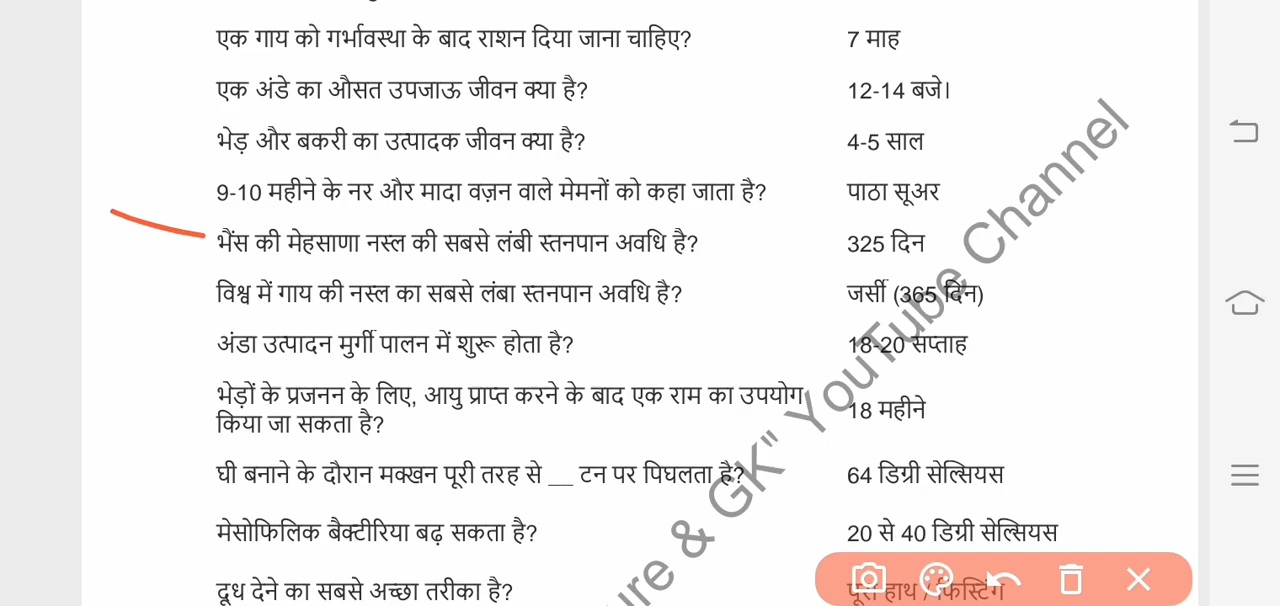 एक गाय को गर्भावस्था के बाद राशन दिया जाना चाहिए? 7 माह
एक अंडे का औसत उपजाऊ जीवन क्या है? 12-14 बजे।
भेड़ और बकरी का उत्पादक जीवन क्या है? 4-5 साल
9-10 महीने के नर और मादा वज़न वाले मेमनों को कहा जाता है? पाठा सूअर
भैंस की मेहसाणा नस्ल की सबसे लंबी स्तनपान अवधि है? 325 दिन
विश्व में गाय की नस्ल का सबसे लंबा स्तनपान अवधि है? जर्सी (365 दिन)
अंडा उत्पादन मुर्गी पालन में शुरू होता है? 18-20 सप्ताह
भेड़ों के प्रजनन के लिए, आयु प्राप्त करने के बाद एक राम का उपयोग
किया जा सकता है? 18 महीने
घी बनाने के दौरान मक्खन पूरी तरह से __ टन पर पिघलता है? 64 डिग्री सेल्सियस
मेसोफिलिक बैक्टीरिया बढ़ सकता है? 20 से 40 डिग्री सेल्सियस
दूध देने का सबसे अच्छा तरीका है? पूरा हाथ / फिस्टिंग
ure & GK" YouTube Channel